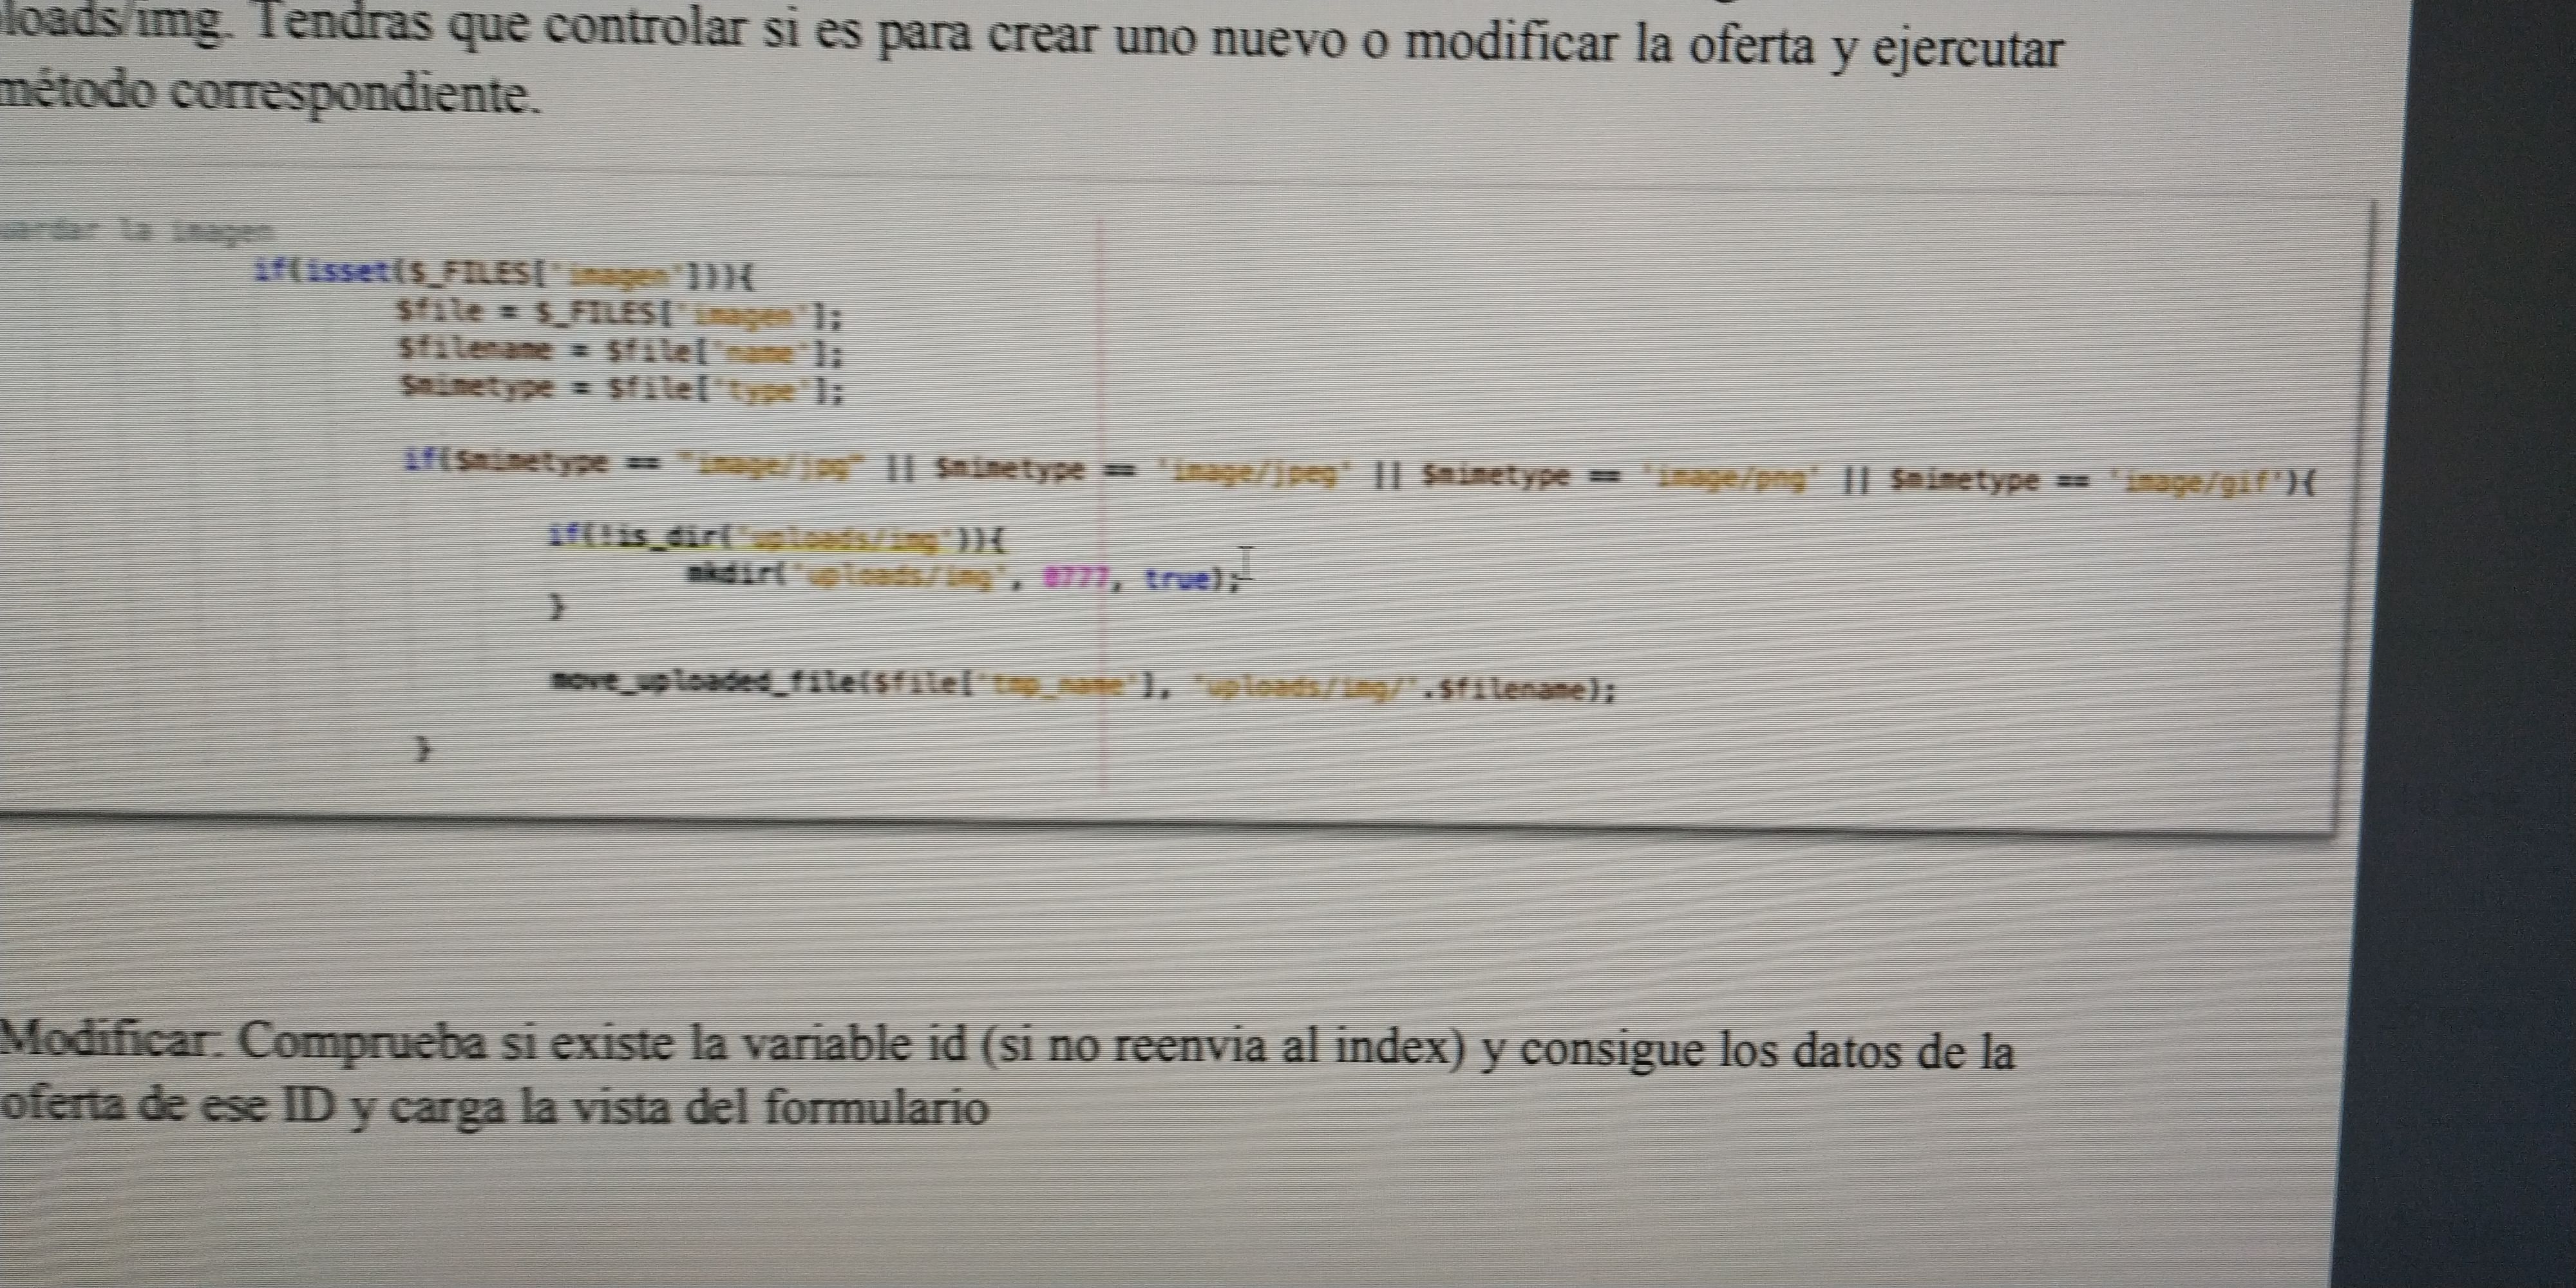 loads/img. Tendras que controlar si es para crear uno nuevo o modificar la oferta y ejercutar
método correspondiente.
la imagen
if(isset($_FILES['imagen'])){
$file = $_FILES['imagen'];
$filename = $file['name'];
$mimetype = $file['type'];
if($mimetype == "image/jpg" || $mimetype == 'image/jpeg' || $mimetype == 'image/png' || $mimetype == 'image/gif'){
if(!is_dir('uploads/img')){
mkdir('uploads/img', 0777, true);
}
move_uploaded_file($file['tmp_name'], 'uploads/img/'.$filename);
}
Modificar: Comprueba si existe la variable id (si no reenvia al index) y consigue los datos de la
oferta de ese ID y carga la vista del formulario